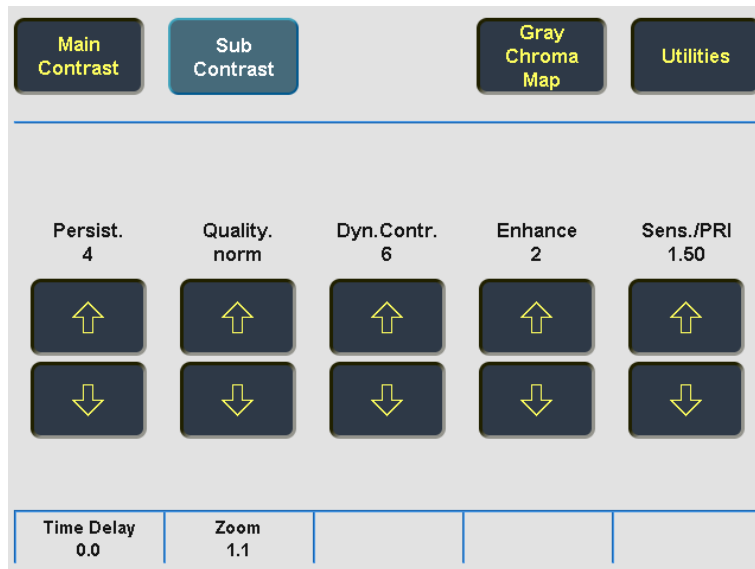 Main
Contrast
Sub
Contrast
Gray
Chroma
Map
Utilities
Persist.
4
Quality.
norm
Dyn.Contr.
6
Enhance
2
Sens./PRI
1.50
Time Delay
0.0
Zoom
1.1